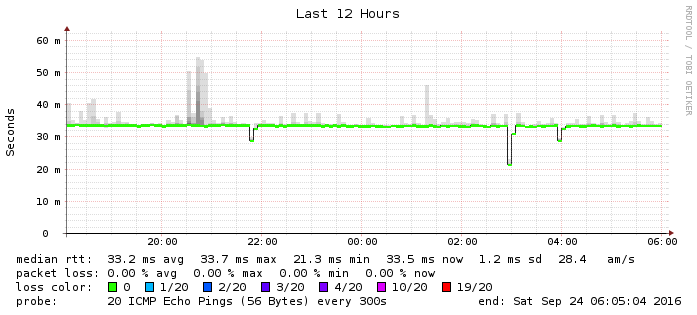 Last 12 Hours
RRDTOOL / TOBI OETIKER
Seconds
60 m
50 m
40 m
30 m
20 m
10 m
0
20:00 22:00 00:00 02:00 04:00 06:00
median rtt: 33.2 ms avg 33.7 ms max 21.3 ms min 33.5 ms now 1.2 ms sd 28.4 am/s
packet loss: 0.00 % avg 0.00 % max 0.00 % min 0.00 % now
loss color: 0 1/20 2/20 3/20 4/20 10/20 19/20
probe: 20 ICMP Echo Pings (56 Bytes) every 300s end: Sat Sep 24 06:05:04 2016